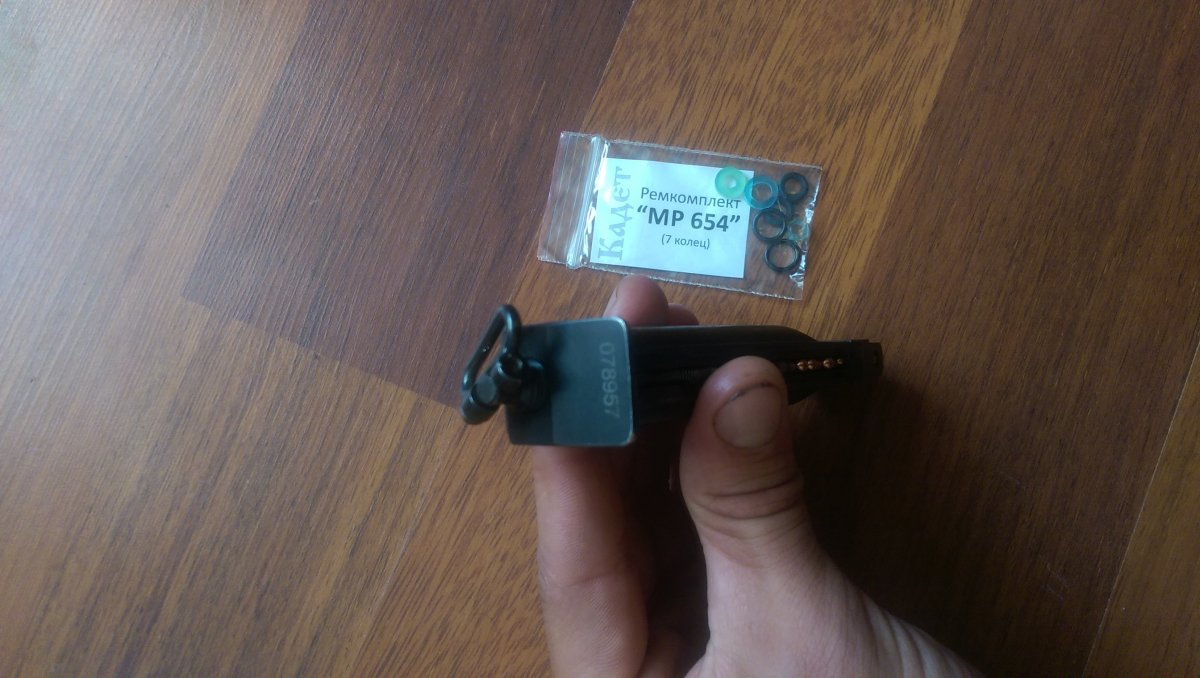 Кадет
Ремкомплект
“МР 654”
(7 колец)
078957